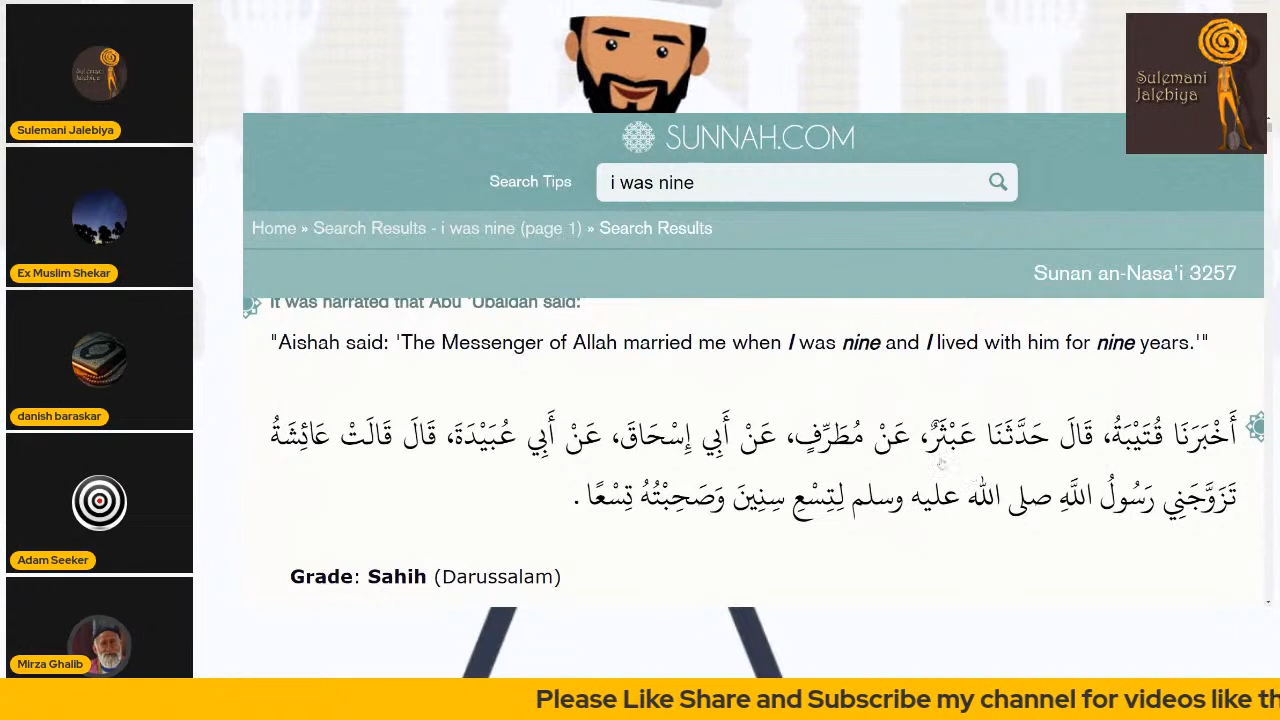 Sulemani Jalebiya
Ex Muslim Shekar
danish baraskar
Adam Seeker
Mirza Ghalib
Sulemani
Jalebiya
SUNNAH.COM
Search Tips
i was nine
Home » Search Results - i was nine (page 1) » Search Results
Sunan an-Nasa'i 3257
It was narrated that Abu 'Ubaidah said:
"Aishah said: 'The Messenger of Allah married me when I was nine and I lived with him for nine years.'"
أَخْبَرَنَا قُتَيْبَةُ، قَالَ حَدَّثَنَا عَبْثَرٌ، عَنْ مُطَرِّفٍ، عَنْ أَبِي إِسْحَاقَ، عَنْ أَبِي عُبَيْدَةَ، قَالَ قَالَتْ عَائِشَةُ
تَزَوَّجَنِي رَسُولُ اللَّهِ صلى الله عليه وسلم لِتِسْعِ سِنِينَ وَصَحِبْتُهُ تِسْعًا ‏.‏
Grade: Sahih (Darussalam)
Please Like Share and Subscribe my channel for videos like th